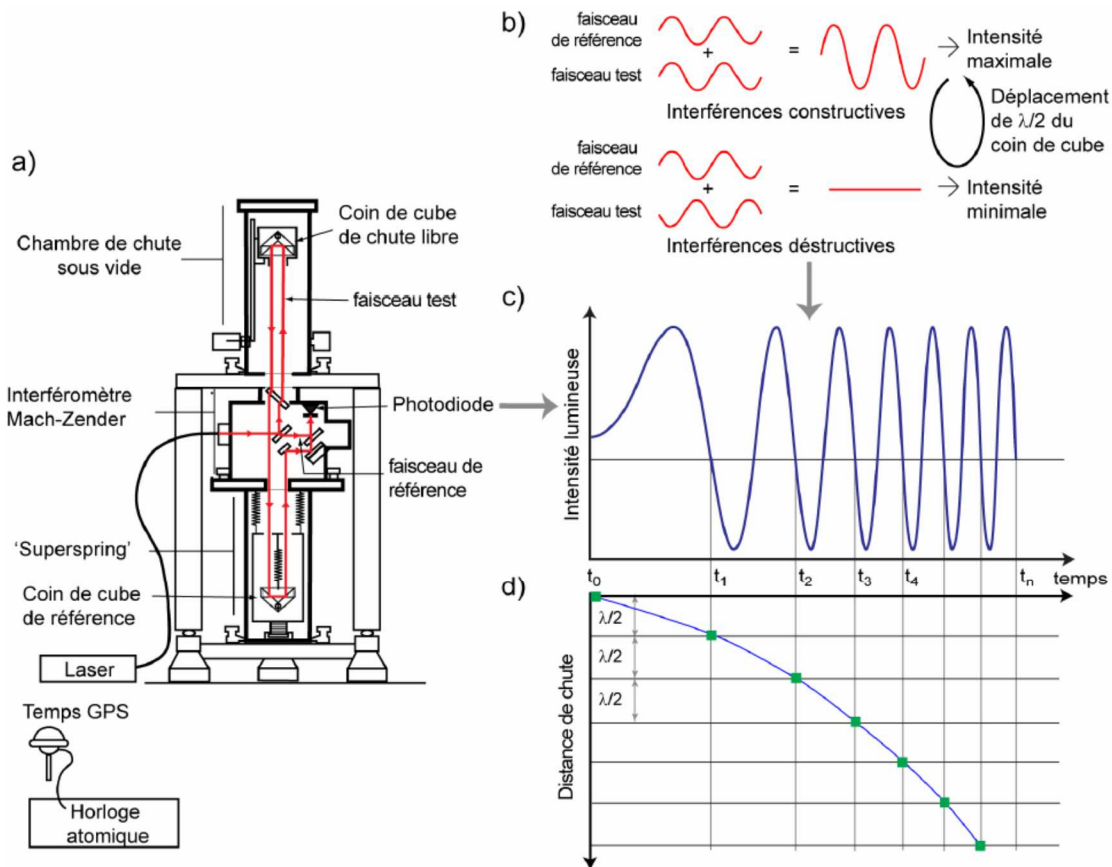 a)
Chambre de chute
sous vide
Coin de cube
de chute libre
faisceau test
Interféromètre
Mach-Zender
Photodiode
faisceau de
référence
'Superspring'
Coin de cube
de référence
Laser
Temps GPS
Horloge
atomique
b)
faisceau
de référence
+
faisceau test
=
Intensité
maximale
Interférences constructives
Déplacement
de λ/2 du
coin de cube
faisceau
de référence
+
faisceau test
=
Intensité
minimale
Interférences déstructives
c)
Intensité lumineuse
t0 t1 t2 t3 t4 tn temps
d)
λ/2
λ/2
λ/2
Distance de chute